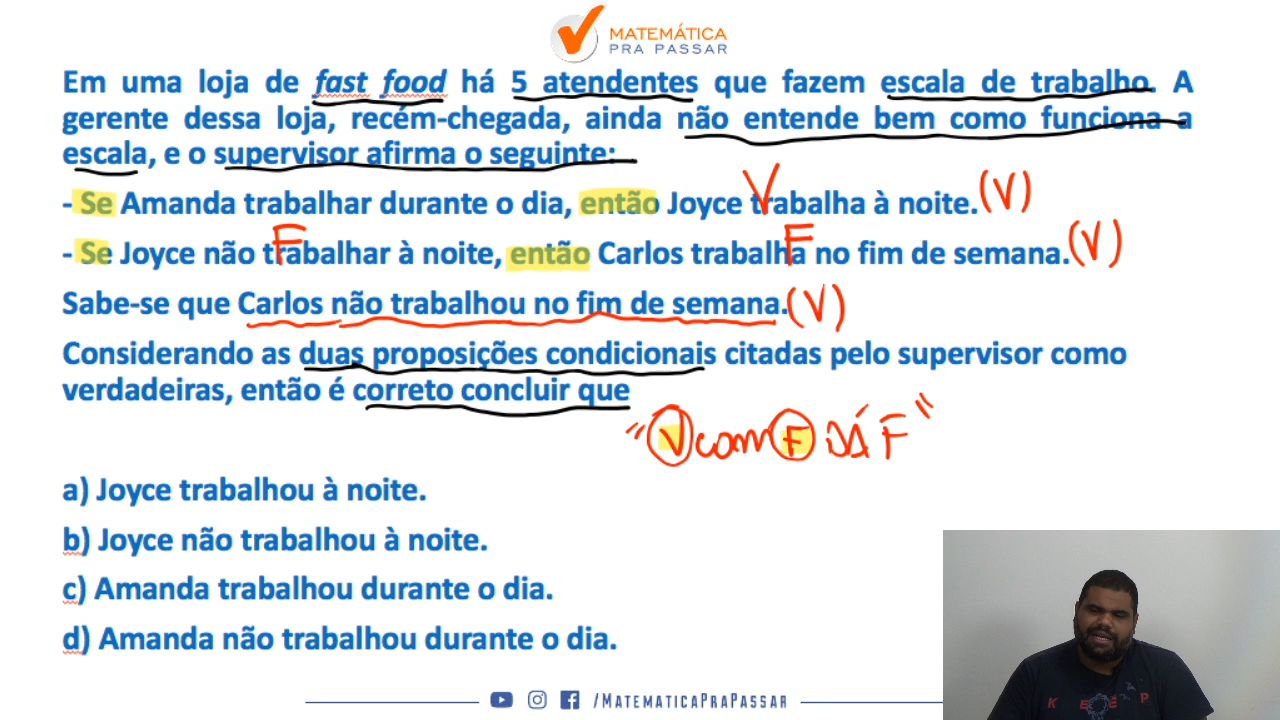 MATEMÁTICA
PRA PASSAR
Em uma loja de fast food há 5 atendentes que fazem escala de trabalho. A
gerente dessa loja, recém-chegada, ainda não entende bem como funciona a
escala, e o supervisor afirma o seguinte:
V
- Se Amanda trabalhar durante o dia, então Joyce trabalha à noite. (V)
F F
- Se Joyce não trabalhar à noite, então Carlos trabalha no fim de semana. (V)
Sabe-se que Carlos não trabalhou no fim de semana. (V)
Considerando as duas proposições condicionais citadas pelo supervisor como
verdadeiras, então é correto concluir que
"V com F DÁ F"
a) Joyce trabalhou à noite.
b) Joyce não trabalhou à noite.
c) Amanda trabalhou durante o dia.
d) Amanda não trabalhou durante o dia.
/MATEMATICAPRAPASSAR